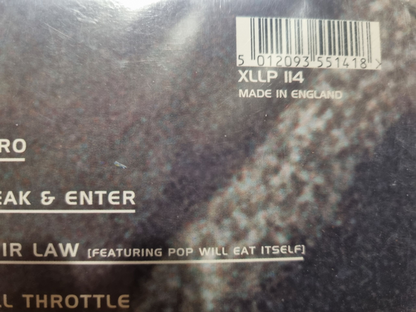 5 012093 551418 >
XLLP 114
MADE IN ENGLAND
RO
EAK & ENTER
IR LAW [FEATURING POP WILL EAT ITSELF]
LL THROTTLE